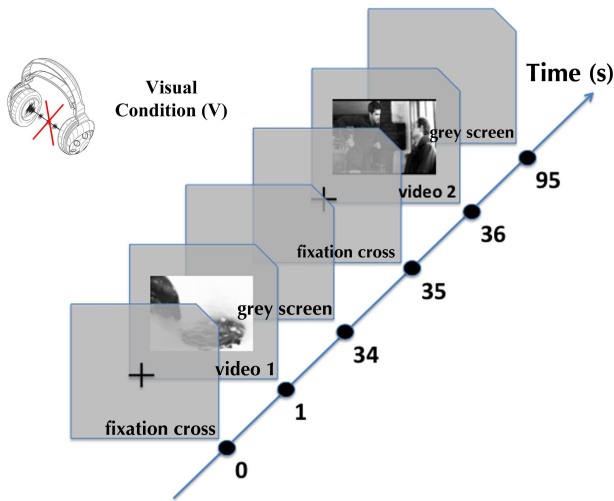 Visual
Condition (V)
Time (s)
grey screen
video 2
fixation cross
grey screen
video 1
fixation cross
95
36
35
34
1
0